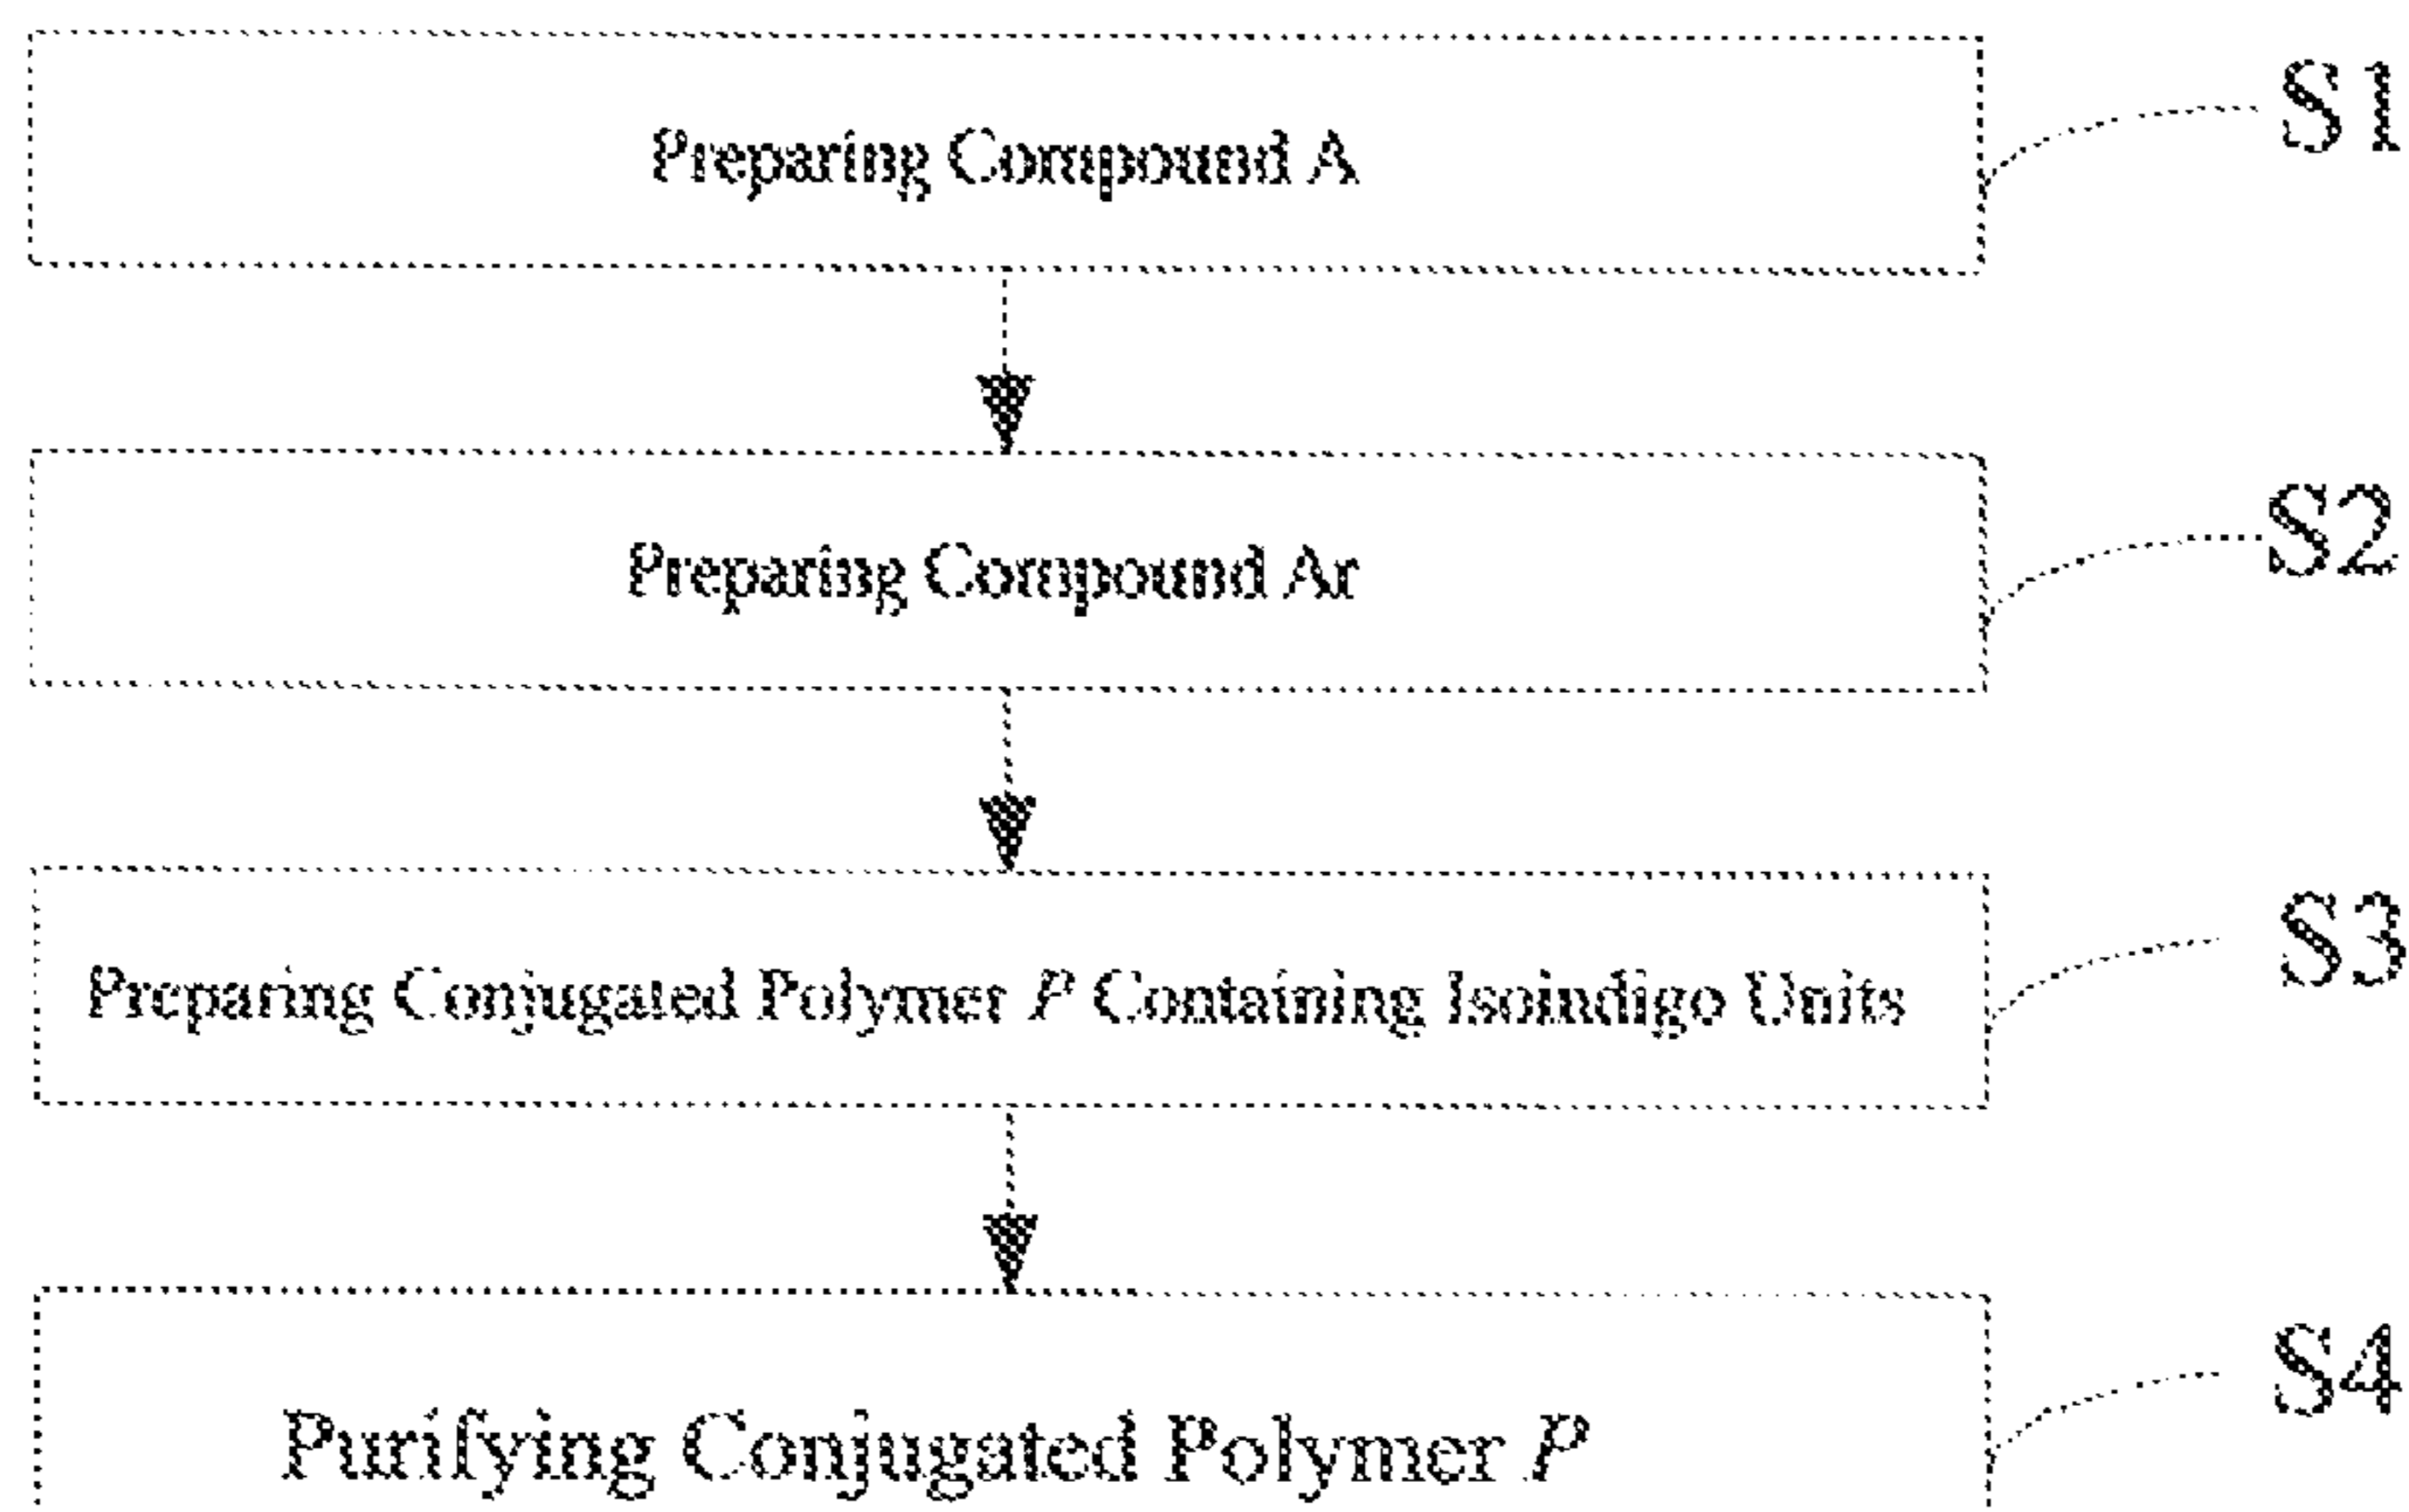 Preparing Compound A
S1
Preparing Compound Ar
S2
Preparing Conjugated Polymer P Containing Isoindigo Units
S3
Purifying Conjugated Polymer P
S4